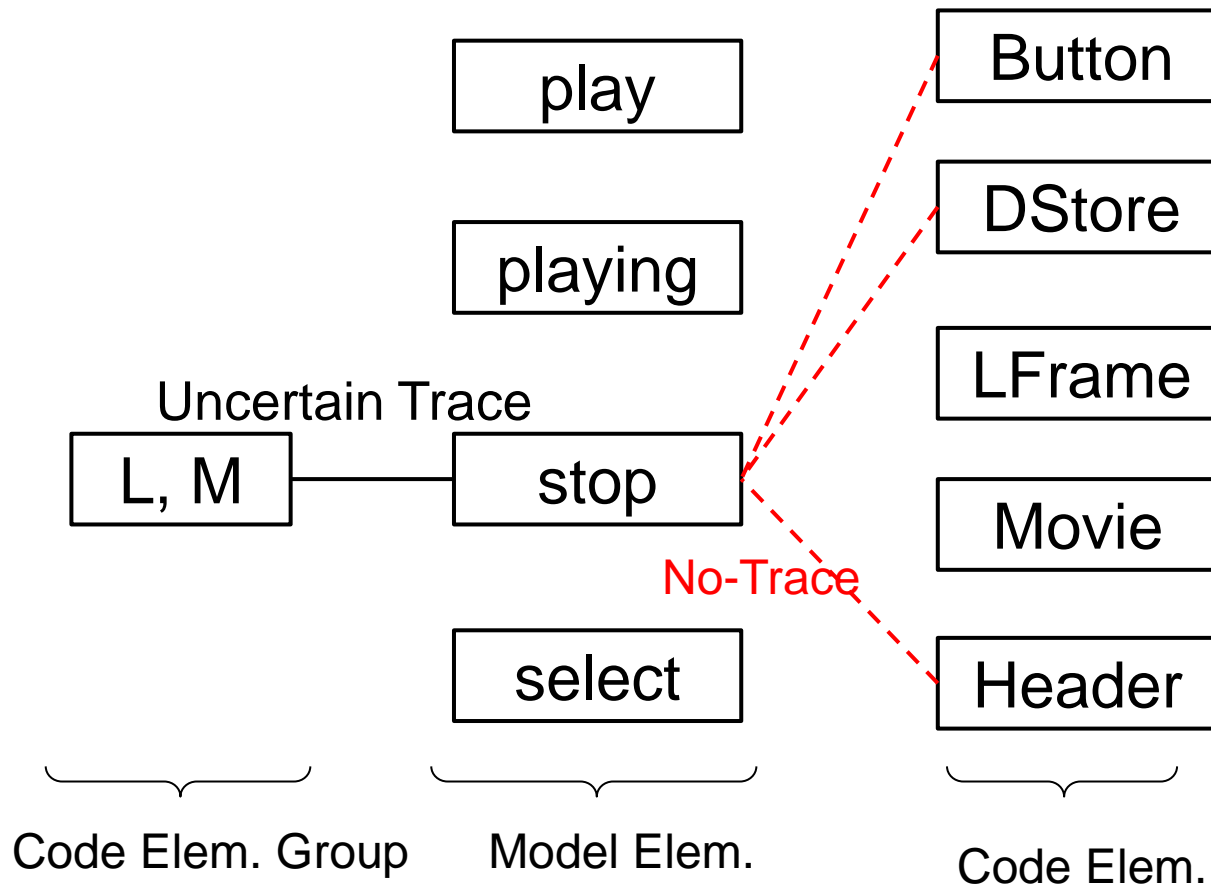 Button
play
DStore
playing
LFrame
Uncertain Trace
L, M
stop
Movie
No-Trace
select
Header
Code Elem. Group
Model Elem.
Code Elem.